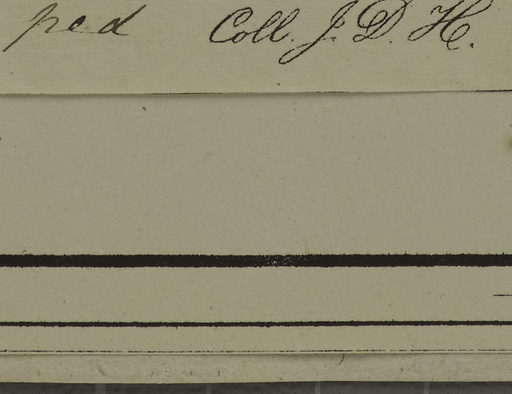 ped Coll. J. D. H.